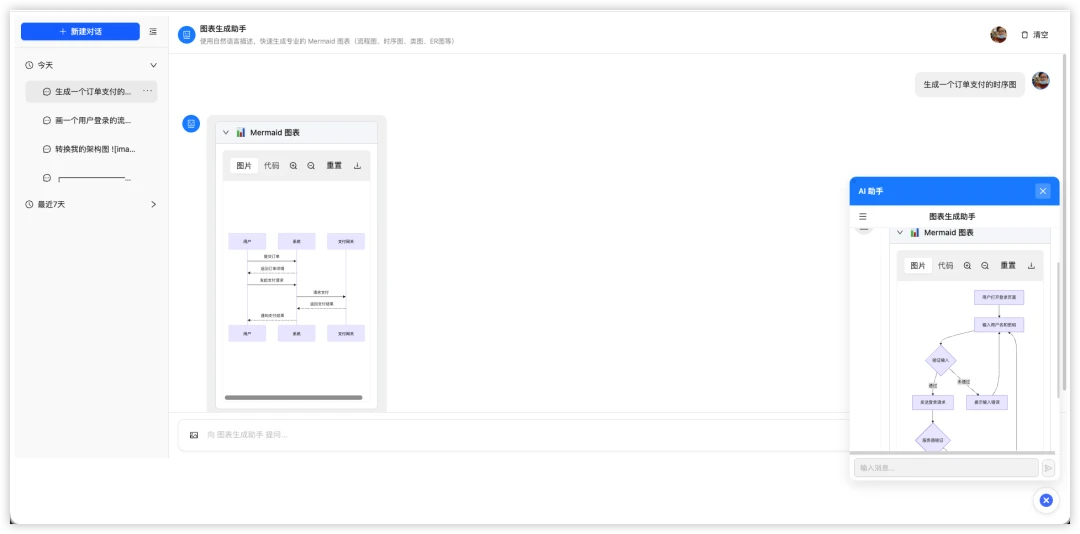 新建对话
今天
生成一个订单支付的...
画一个用户登录的流...
转换我的架构图 ![ima...
最近7天
图表生成助手
使用自然语言描述，快速生成专业的 Mermaid 图表（流程图、时序图、类图、ER图等）
清空
生成一个订单支付的时序图
Mermaid 图表
图片 代码 重置
用户 系统 支付网关
提交订单
返回订单详情
发起支付请求
请求支付
返回支付结果
通知支付结果
用户 系统 支付网关
向 图表生成助手 提问...
AI 助手
图表生成助手
Mermaid 图表
图片 代码 重置
用户打开登录页面
输入用户名和密码
验证输入
通过 未通过
发送登录请求 提示输入错误
服务器验证
输入消息...